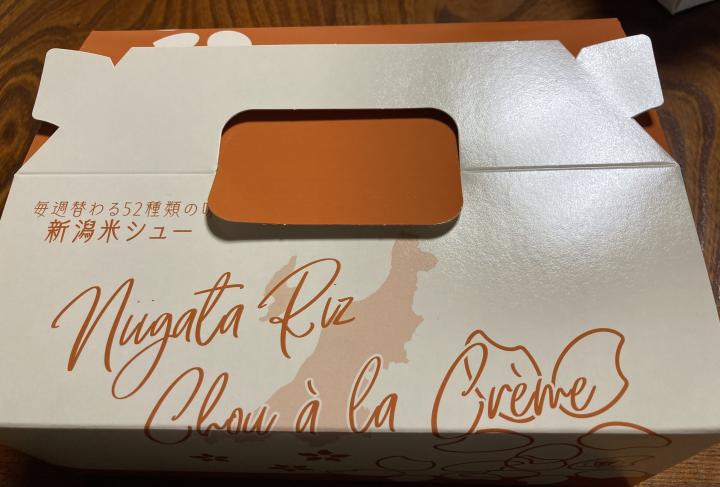 毎週替わる52種類の
新潟米シュー
Niigata Riz
Chou à la Crème